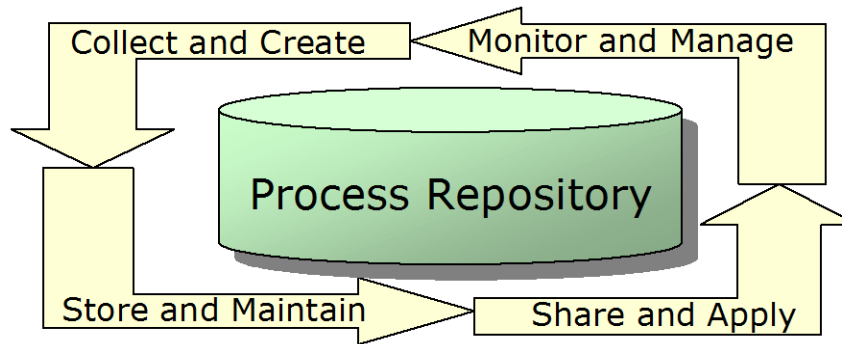 Collect and Create
Monitor and Manage
Process Repository
Store and Maintain
Share and Apply